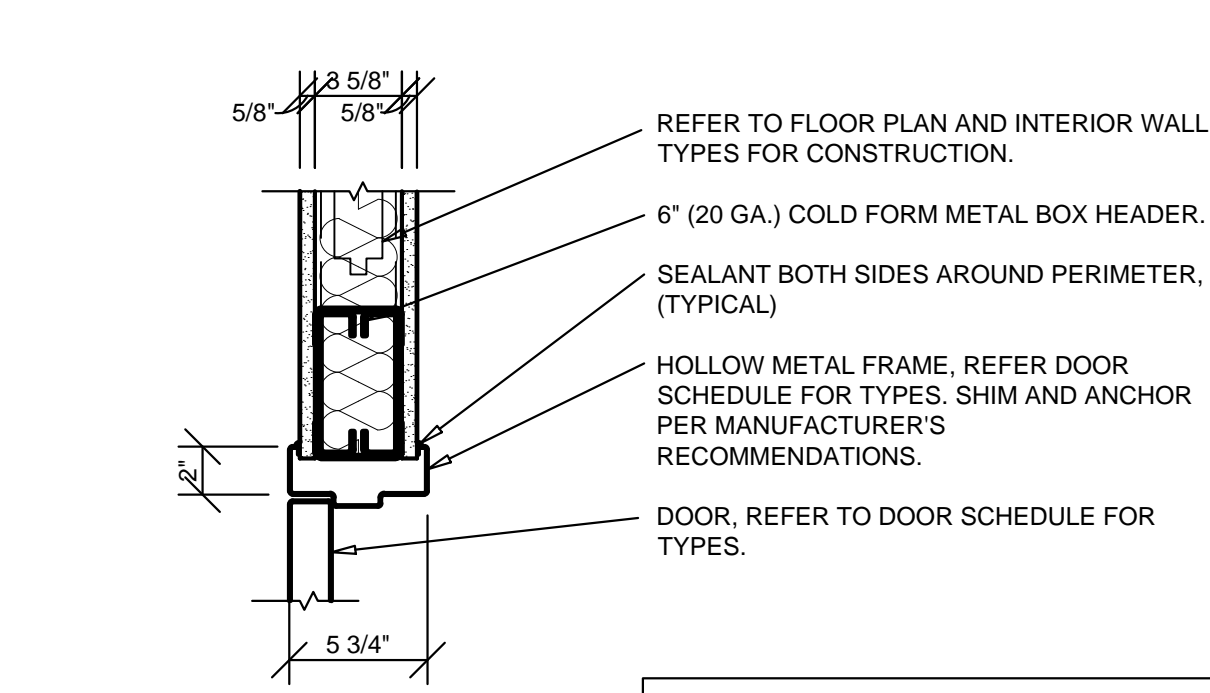 3 5/8"
5/8" 5/8"
REFER TO FLOOR PLAN AND INTERIOR WALL
TYPES FOR CONSTRUCTION.
6" (20 GA.) COLD FORM METAL BOX HEADER.
SEALANT BOTH SIDES AROUND PERIMETER,
(TYPICAL)
HOLLOW METAL FRAME, REFER DOOR
SCHEDULE FOR TYPES. SHIM AND ANCHOR
PER MANUFACTURER'S
RECOMMENDATIONS.
2"
DOOR, REFER TO DOOR SCHEDULE FOR
TYPES.
5 3/4"